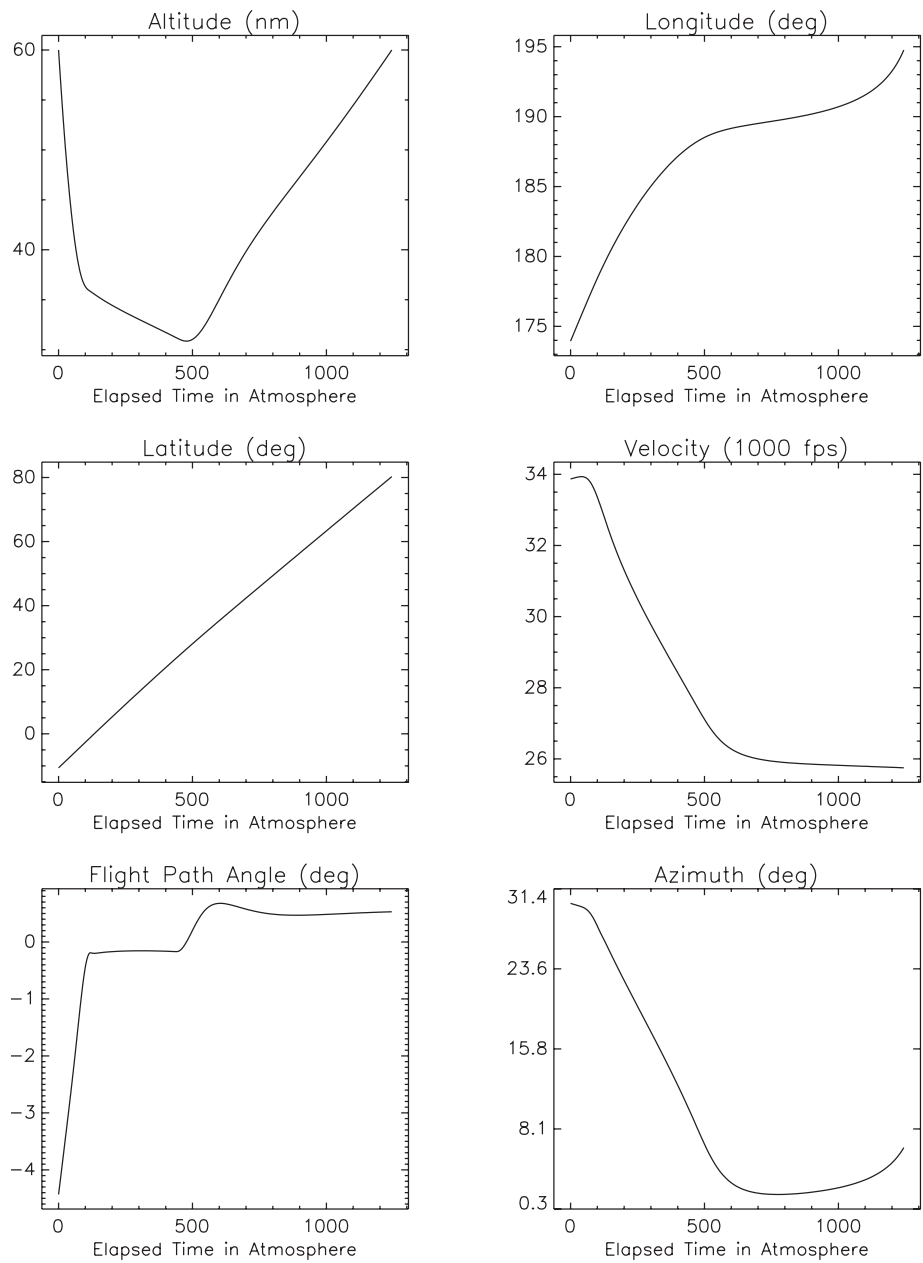 Altitude (nm)
60
40
0 500 1000
Elapsed Time in Atmosphere
Longitude (deg)
195
190
185
180
175
0 500 1000
Elapsed Time in Atmosphere
Latitude (deg)
80
60
40
20
0
0 500 1000
Elapsed Time in Atmosphere
Velocity (1000 fps)
34
32
30
28
26
0 500 1000
Elapsed Time in Atmosphere
Flight Path Angle (deg)
0
−1
−2
−3
−4
0 500 1000
Elapsed Time in Atmosphere
Azimuth (deg)
31.4
23.6
15.8
8.1
0.3
0 500 1000
Elapsed Time in Atmosphere